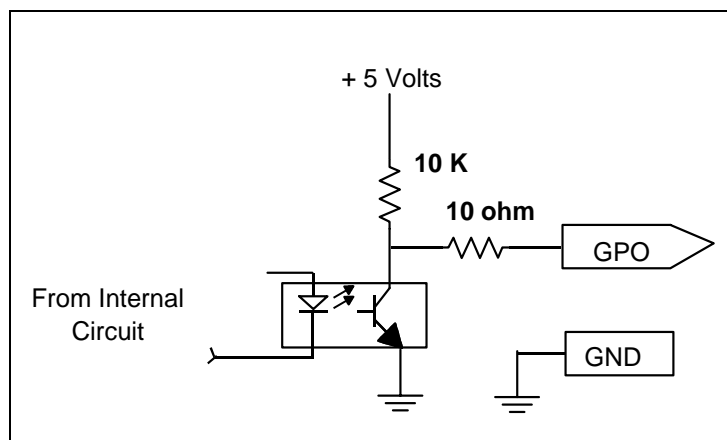 + 5 Volts
10 K
10 ohm
GPO
From Internal
Circuit
GND